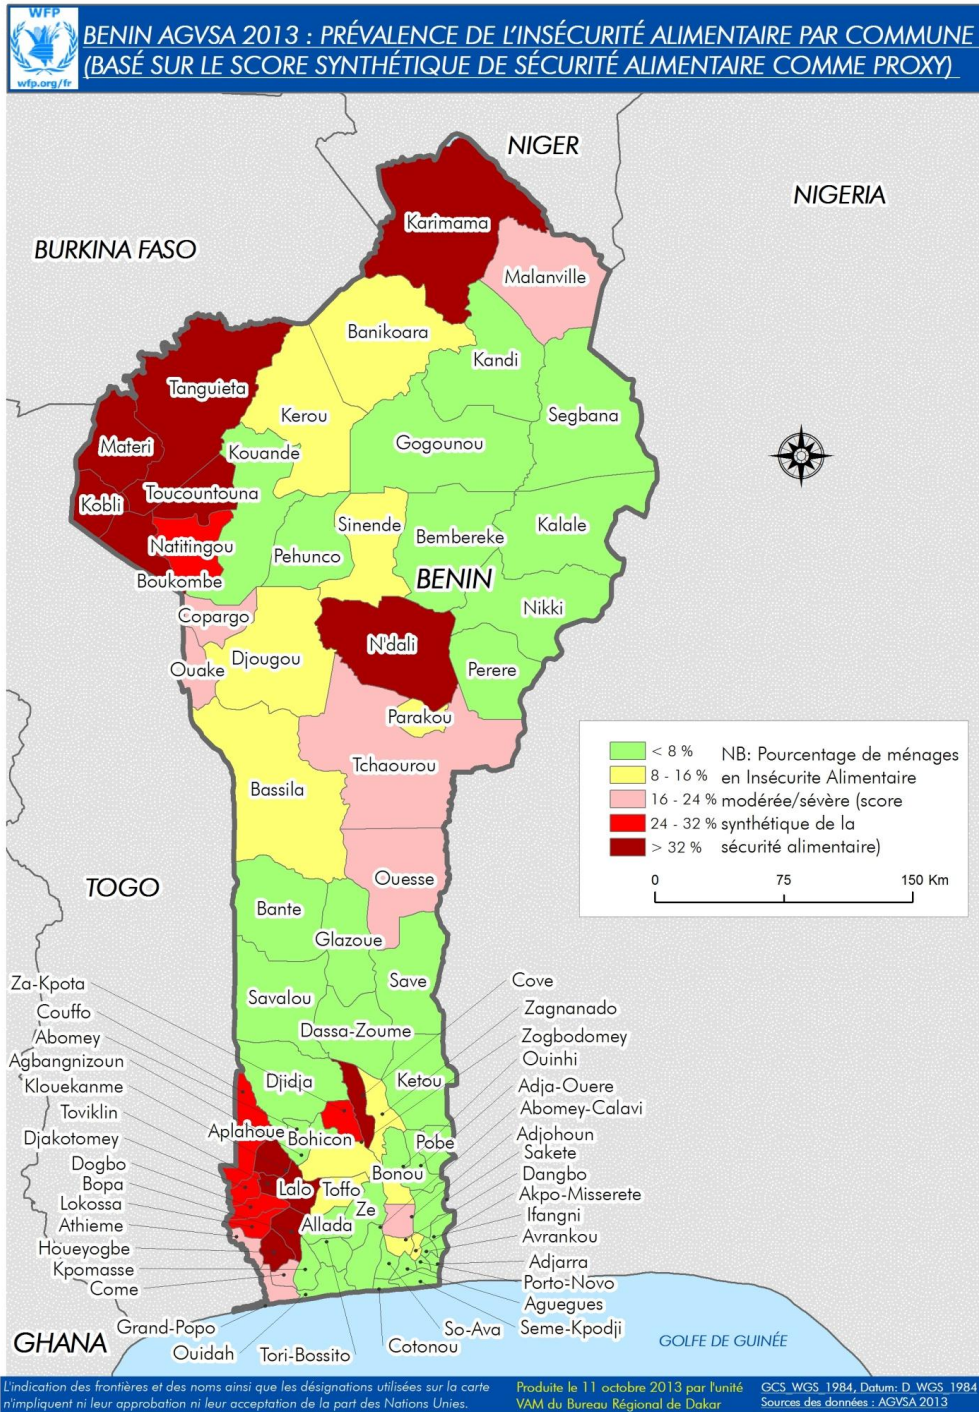 WFP
wfp.org/fr
BENIN AGVSA 2013 : PRÉVALENCE DE L'INSÉCURITÉ ALIMENTAIRE PAR COMMUNE
(BASÉ SUR LE SCORE SYNTHÉTIQUE DE SÉCURITÉ ALIMENTAIRE COMME PROXY)
NIGER
NIGERIA
BURKINA FASO
Karimama
Malanville
Banikoara
Kandi
Tanguieta
Kerou
Segbana
Materi
Kouande
Gogounou
Kobli
Toucountouna
Sinende
Kalale
Natitingou
Pehunco
Bembereke
Boukombe
BENIN
Copargo
Nikki
Ouake
Djougou
N'dali
Perere
Parakou
Tchaourou
Bassila
< 8 %
8 - 16 %
16 - 24 %
24 - 32 %
> 32 %
NB: Pourcentage de ménages
en Insécurite Alimentaire
modérée/sévère (score
synthétique de la
sécurité alimentaire)
0 75 150 Km
TOGO
Ouesse
Bante
Glazoue
Save
Savalou
Dassa-Zoume
Djidja
Ketou
Aplahoue
Bohicon
Pobe
Bonou
Lalo
Toffo
Ze
Allada
Za-Kpota
Couffo
Abomey
Agbangnizoun
Klouekanme
Toviklin
Djakotomey
Dogbo
Bopa
Lokossa
Athieme
Houeyogbe
Kpomasse
Come
Grand-Popo
Ouidah
Tori-Bossito
Cotonou
So-Ava
Cove
Zagnanado
Zogbodomey
Ouinhi
Adja-Ouere
Abomey-Calavi
Adjohoun
Sakete
Dangbo
Akpo-Misserete
Ifangni
Avrankou
Adjarra
Porto-Novo
Aguegues
Seme-Kpodji
GHANA
GOLFE DE GUINÉE
L'indication des frontières et des noms ainsi que les désignations utilisées sur la carte
n'impliquent ni leur approbation ni leur acceptation de la part des Nations Unies.
Produite le 11 octobre 2013 par l'unité
VAM du Bureau Régional de Dakar
GCS_WGS_1984, Datum: D_WGS_1984
Sources des données : AGVSA 2013